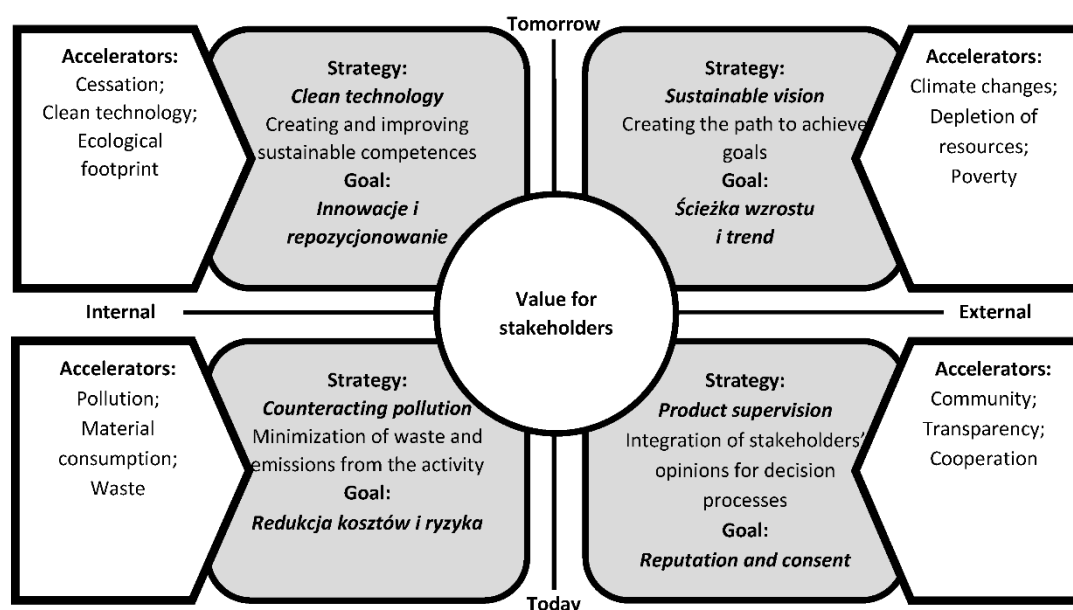 Tomorrow
Accelerators:
Cessation;
Clean technology;
Ecological
footprint
Strategy:
Clean technology
Creating and improving
sustainable competences
Goal:
Innowacje i
repozycjonowanie
Strategy:
Sustainable vision
Creating the path to achieve
goals
Goal:
Ścieżka wzrostu
i trend
Accelerators:
Climate changes;
Depletion of
resources;
Poverty
Internal
Value for
stakeholders
External
Accelerators:
Pollution;
Material
consumption;
Waste
Strategy:
Counteracting pollution
Minimization of waste and
emissions from the activity
Goal:
Redukcja kosztów i ryzyka
Strategy:
Product supervision
Integration of stakeholders'
opinions for decision
processes
Goal:
Reputation and consent
Accelerators:
Community;
Transparency;
Cooperation
Today